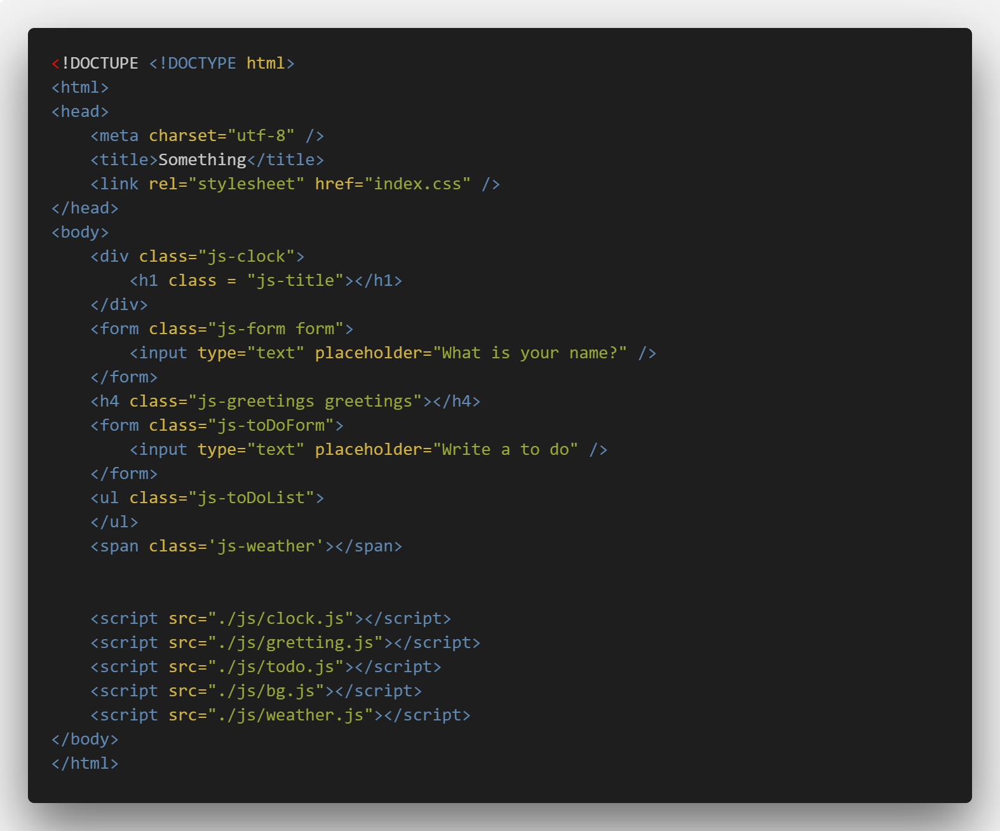 <!DOCTUPE <!DOCTYPE html>
<html>
<head>
    <meta charset="utf-8" />
    <title>Something</title>
    <link rel="stylesheet" href="index.css" />
</head>
<body>
    <div class="js-clock">
        <h1 class = "js-title"></h1>
    </div>
    <form class="js-form form">
        <input type="text" placeholder="What is your name?" />
    </form>
    <h4 class="js-greetings greetings"></h4>
    <form class="js-toDoForm">
        <input type="text" placeholder="Write a to do" />
    </form>
    <ul class="js-toDoList">
    </ul>
    <span class='js-weather'></span>
    <script src="./js/clock.js"></script>
    <script src="./js/gretting.js"></script>
    <script src="./js/todo.js"></script>
    <script src="./js/bg.js"></script>
    <script src="./js/weather.js"></script>
</body>
</html>